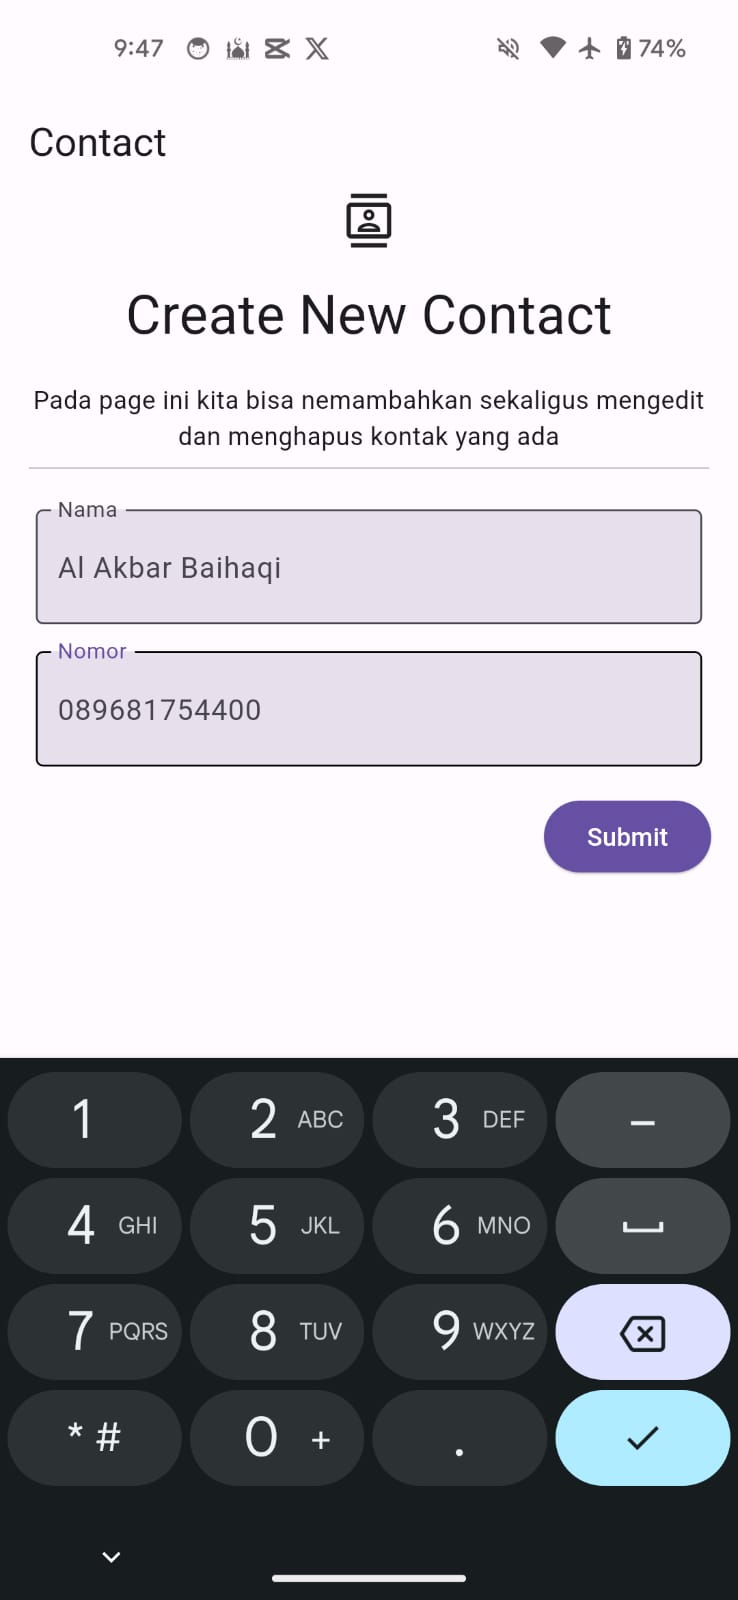 9:47 74%
Contact
Create New Contact
Pada page ini kita bisa nemambahkan sekaligus mengedit
dan menghapus kontak yang ada
Nama
Al Akbar Baihaqi
Nomor
089681754400
Submit
1 2 ABC 3 DEF –
4 GHI 5 JKL 6 MNO
7 PQRS 8 TUV 9 WXYZ
* # 0 + .